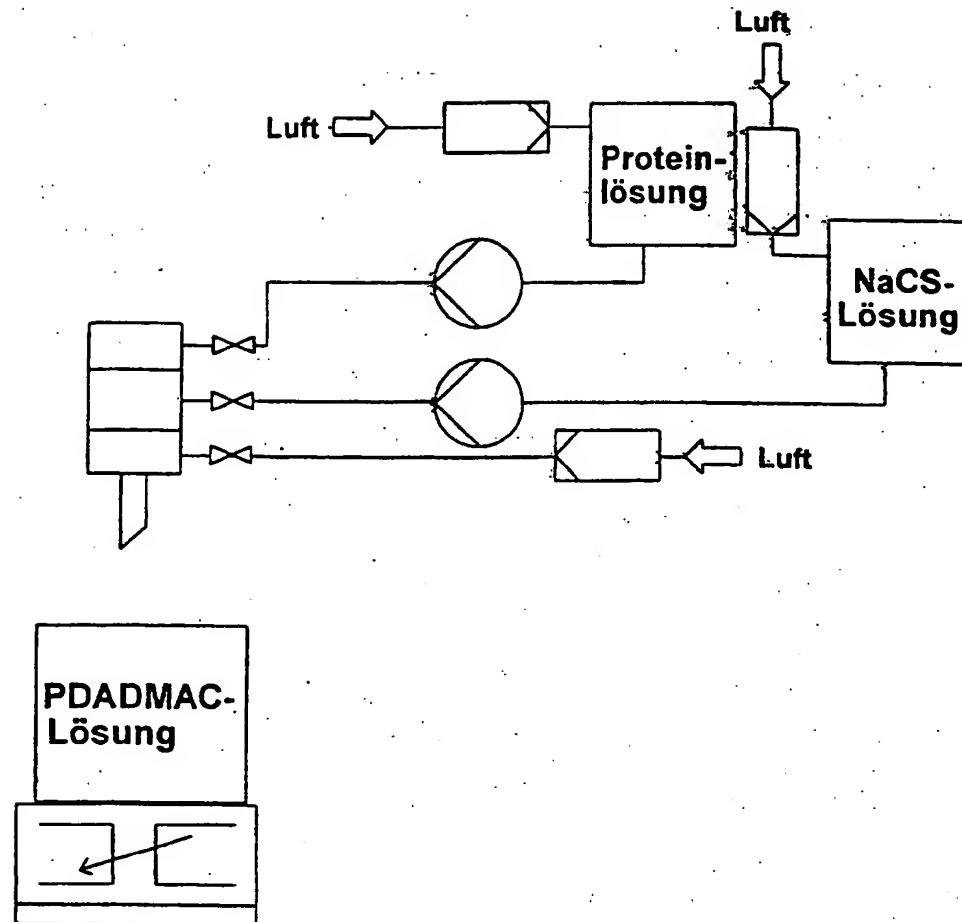 Luft
Luft
Protein-
lösung
NaCS-
Lösung
Luft
PDADMAC-
Lösung